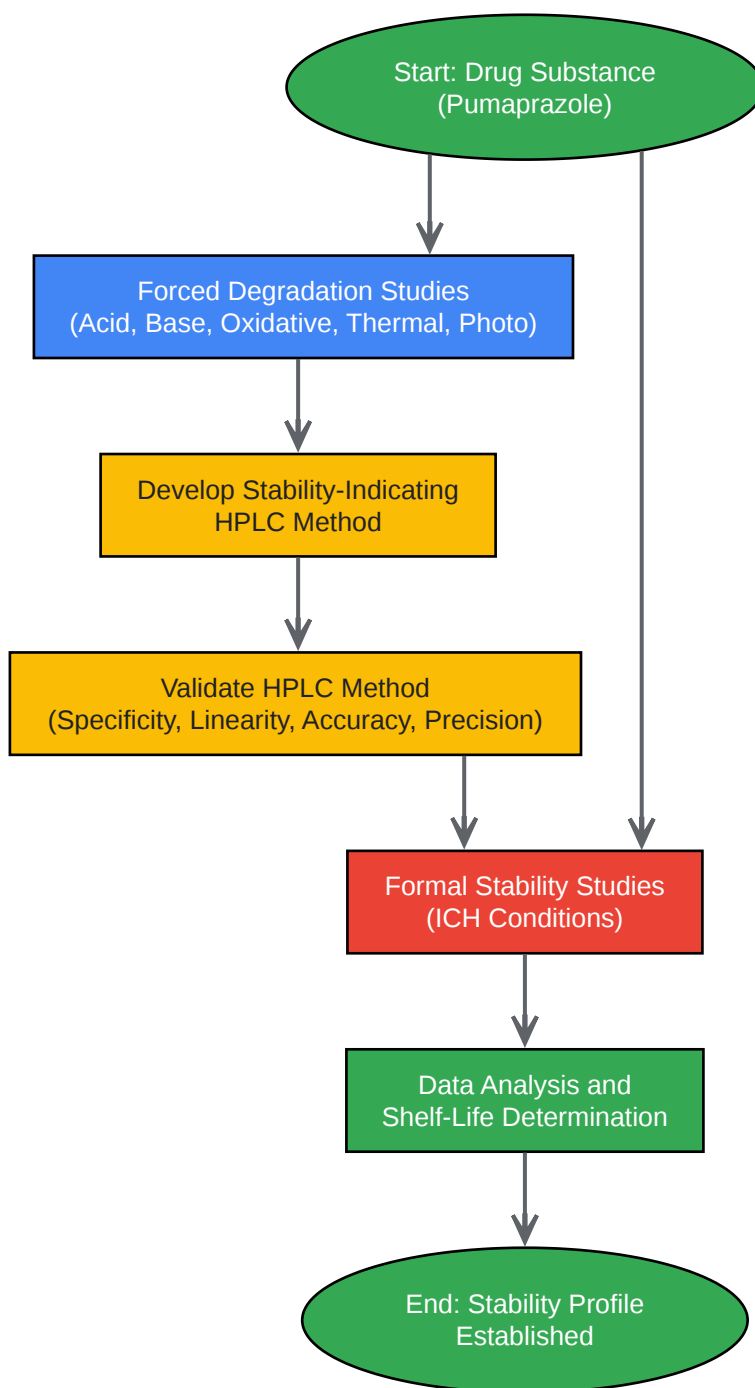 Start: Drug Substance
(Pumaprazole)
Forced Degradation Studies
(Acid, Base, Oxidative, Thermal, Photo)
Develop Stability-Indicating
HPLC Method
Validate HPLC Method
(Specificity, Linearity, Accuracy, Precision)
Formal Stability Studies
(ICH Conditions)
Data Analysis and
Shelf-Life Determination
End: Stability Profile
Established